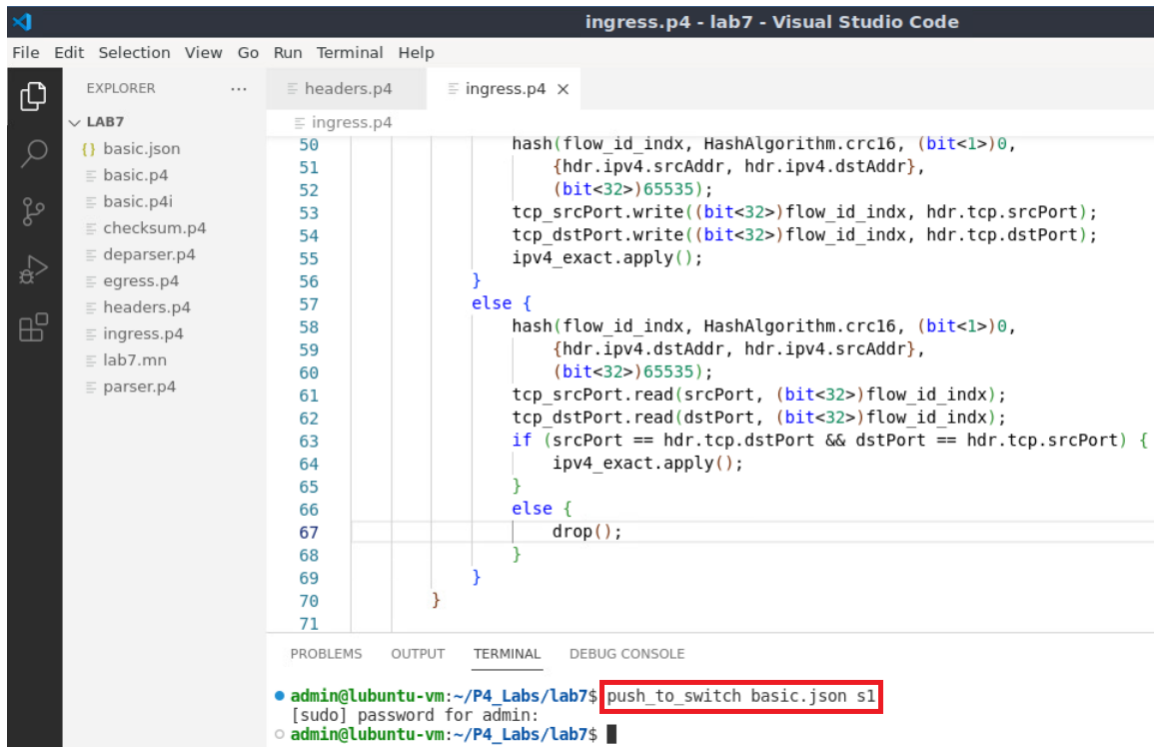 ingress.p4 - lab7 - Visual Studio Code
File Edit Selection View Go Run Terminal Help
EXPLORER ...
LAB7
{} basic.json
basic.p4
basic.p4i
checksum.p4
deparser.p4
egress.p4
headers.p4
ingress.p4
lab7.mn
parser.p4
headers.p4 ingress.p4 ×
ingress.p4
50 hash(flow_id_indx, HashAlgorithm.crc16, (bit<1>)0,
51 {hdr.ipv4.srcAddr, hdr.ipv4.dstAddr},
52 (bit<32>)65535);
53 tcp_srcPort.write((bit<32>)flow_id_indx, hdr.tcp.srcPort);
54 tcp_dstPort.write((bit<32>)flow_id_indx, hdr.tcp.dstPort);
55 ipv4_exact.apply();
56 }
57 else {
58 hash(flow_id_indx, HashAlgorithm.crc16, (bit<1>)0,
59 {hdr.ipv4.dstAddr, hdr.ipv4.srcAddr},
60 (bit<32>)65535);
61 tcp_srcPort.read(srcPort, (bit<32>)flow_id_indx);
62 tcp_dstPort.read(dstPort, (bit<32>)flow_id_indx);
63 if (srcPort == hdr.tcp.dstPort && dstPort == hdr.tcp.srcPort) {
64 ipv4_exact.apply();
65 }
66 else {
67 drop();
68 }
69 }
70 }
71
PROBLEMS OUTPUT TERMINAL DEBUG CONSOLE
admin@lubuntu-vm:~/P4_Labs/lab7$ push_to_switch basic.json s1
[sudo] password for admin:
admin@lubuntu-vm:~/P4_Labs/lab7$